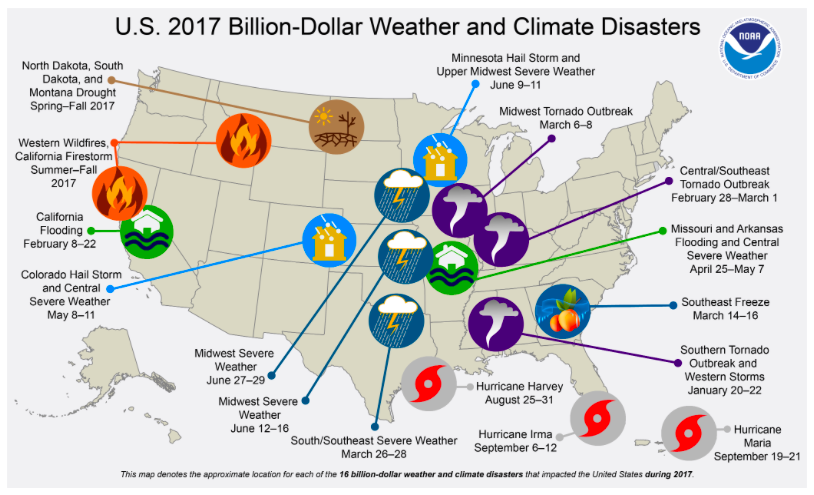 U.S. 2017 Billion-Dollar Weather and Climate Disasters
NOAA
North Dakota, South
Dakota, and
Montana Drought
Spring–Fall 2017
Minnesota Hail Storm and
Upper Midwest Severe Weather
June 9–11
Midwest Tornado Outbreak
March 6–8
Western Wildfires,
California Firestorm
Summer–Fall
2017
Central/Southeast
Tornado Outbreak
February 28–March 1
California
Flooding
February 8–22
Missouri and Arkansas
Flooding and Central
Severe Weather
April 25–May 7
Colorado Hail Storm
and Central
Severe Weather
May 8–11
Southeast Freeze
March 14–16
Midwest Severe
Weather
June 27–29
Southern Tornado
Outbreak and
Western Storms
January 20–22
Midwest Severe
Weather
June 12–16
Hurricane Harvey
August 25–31
South/Southeast Severe Weather
March 26–28
Hurricane Irma
September 6–12
Hurricane
Maria
September 19–21
This map denotes the approximate location for each of the 16 billion-dollar weather and climate disasters that impacted the United States during 2017.